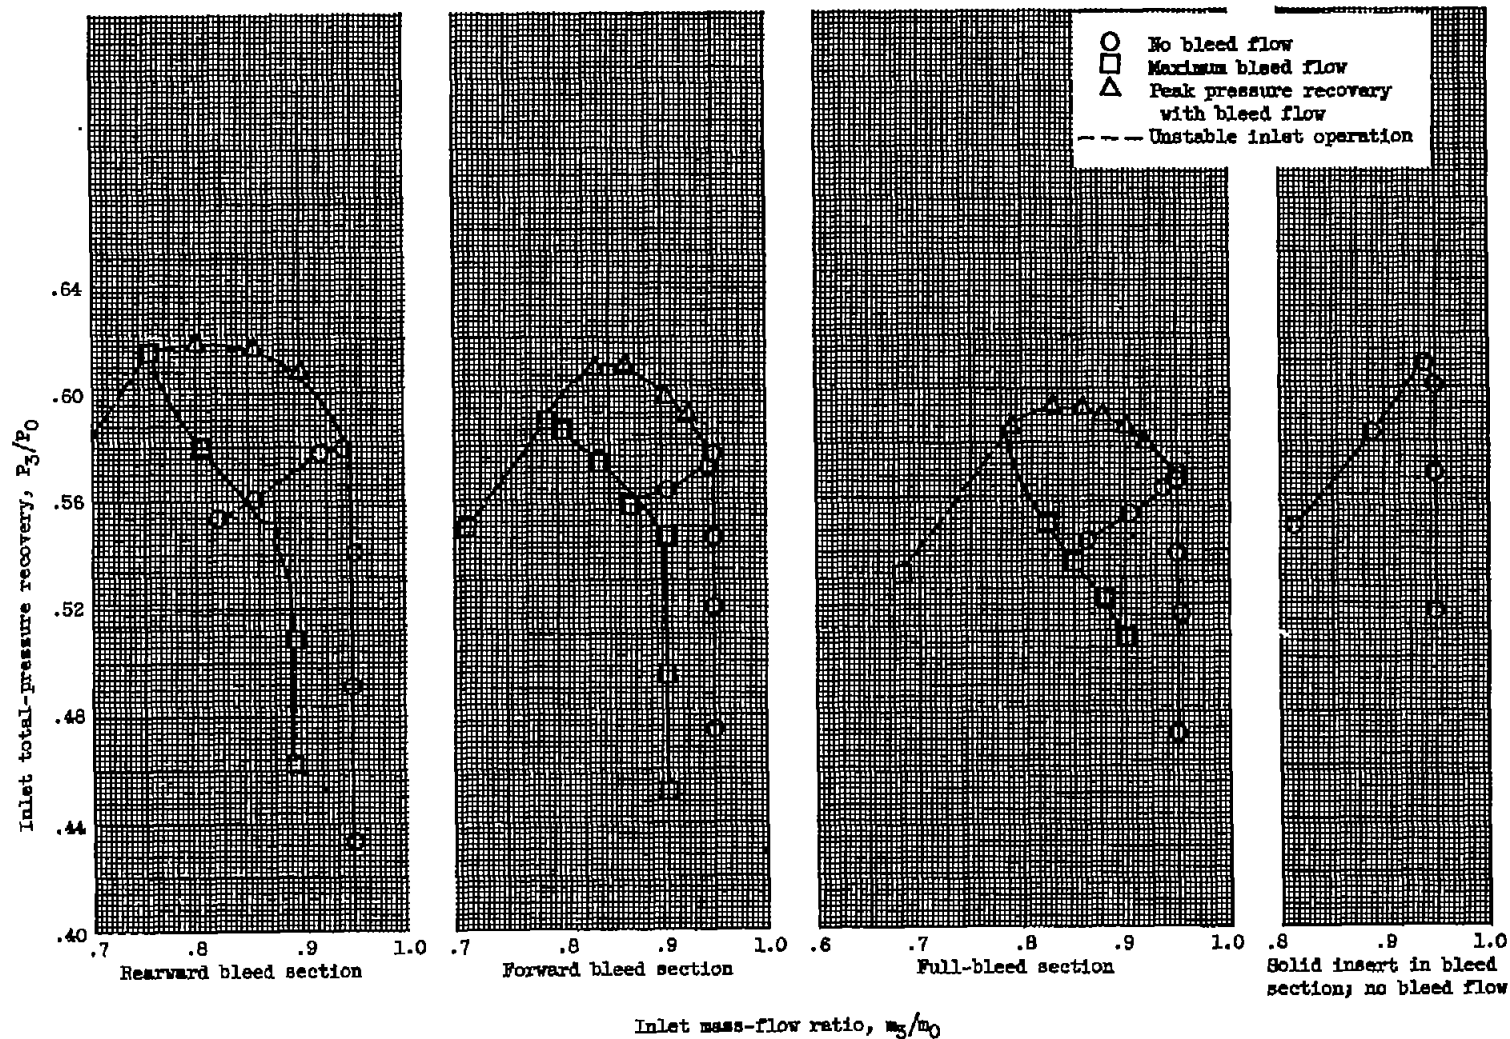 No bleed flow
Maximum bleed flow
Peak pressure recovery
with bleed flow
Unstable inlet operation
Inlet total-pressure recovery, P3/P0
.64
.60
.56
.52
.48
.44
.40
.7 .8 .9 1.0
Rearward bleed section
.7 .8 .9 1.0
Forward bleed section
.6 .8 .9 1.0
Full-bleed section
.8 .9 1.0
Solid insert in bleed
section; no bleed flow
Inlet mass-flow ratio, m3/m0